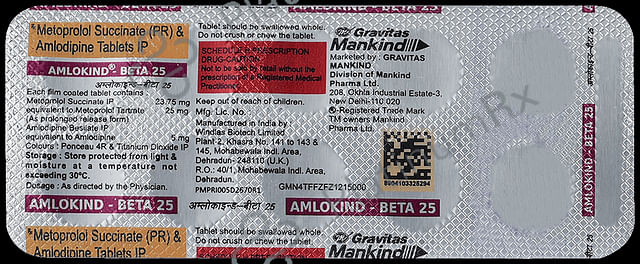 *Metoprolol Succinate (PR) &
Amlodipine Tablets IP
AMLOKIND® - BETA 25
अम्लोकाइन्ड - बीटा 25
Each film coated tablet contains :
Metoprolol Succinate IP 23.75 mg
equivalent to Metoprolol Tartrate 25 mg
(As prolonged release form)
Amlodipine Besilate IP
equivalent to Amlodipine 5 mg
Colours : Ponceau 4R & Titanium Dioxide IP
Storage : Store protected from light &
moisture at a temperature not
exceeding 30°C.
Dosage : As directed by the Physician.
AMLOKIND - BETA 25
Tablet should be swallowed whole.
Do not crush or chew the tablet.
SCHEDULE H PRESCRIPTION
DRUG-CAUTION
Not to be sold by retail without the
prescription of a Registered Medical
Practitioner.
Keep out of reach of children.
Mfg. Lic. No. :
Manufactured in India by :
Windlas Biotech Limited
Plant 2, Khasra No. 141 to 143 &
145, Mohabewala Indl. Area,
Dehradun- 248110 (U.K.)
R.O.: 40/1, Mohabewala Indl. Area,
Dehradun.
PMPRI005D267DR1
अम्लोकाइन्ड - बीटा 25
Gravitas
Mankind
Marketed by : GRAVITAS
MANKIND
Division of Mankind
Pharma Ltd.
208, Okhla Industrial Estate-3,
New Delhi-110 020
®-Registered Trade Mark
TM owners Mankind
Pharma Ltd.
GMN4TFFZFZ1215000
8904103328294
AMLOKIND - BETA 25
AMLOKIND - BETA 25
अम्लोकाइन्ड - बीटा 25
*Metoprolol Succinate (PR) &
Amlodipine Tablets IP
Tablet should be swallowed whole.
Do not crush or chew the tablet.
Gravitas
Mankind